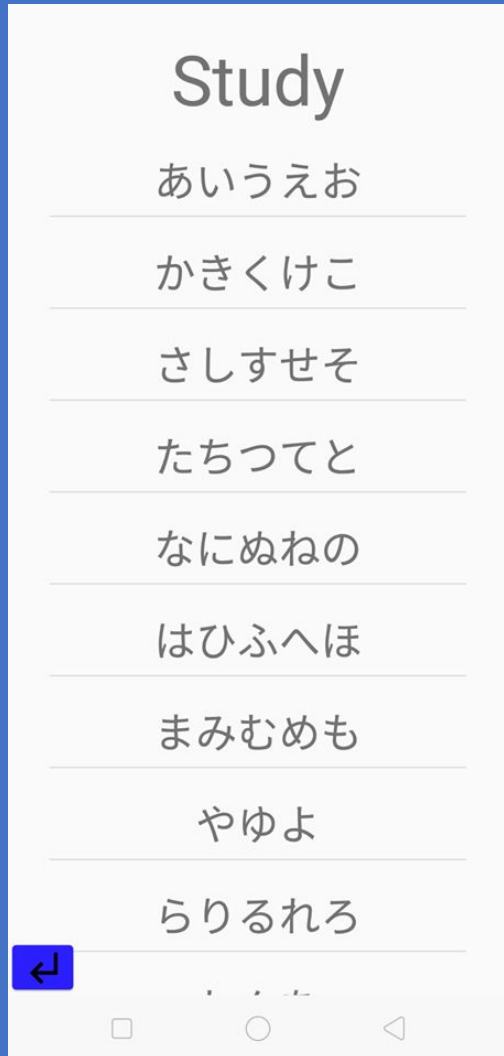 Study
あいうえお
かきくけこ
さしすせそ
たちつてと
なにぬねの
はひふへほ
まみむめも
やゆよ
らりるれろ